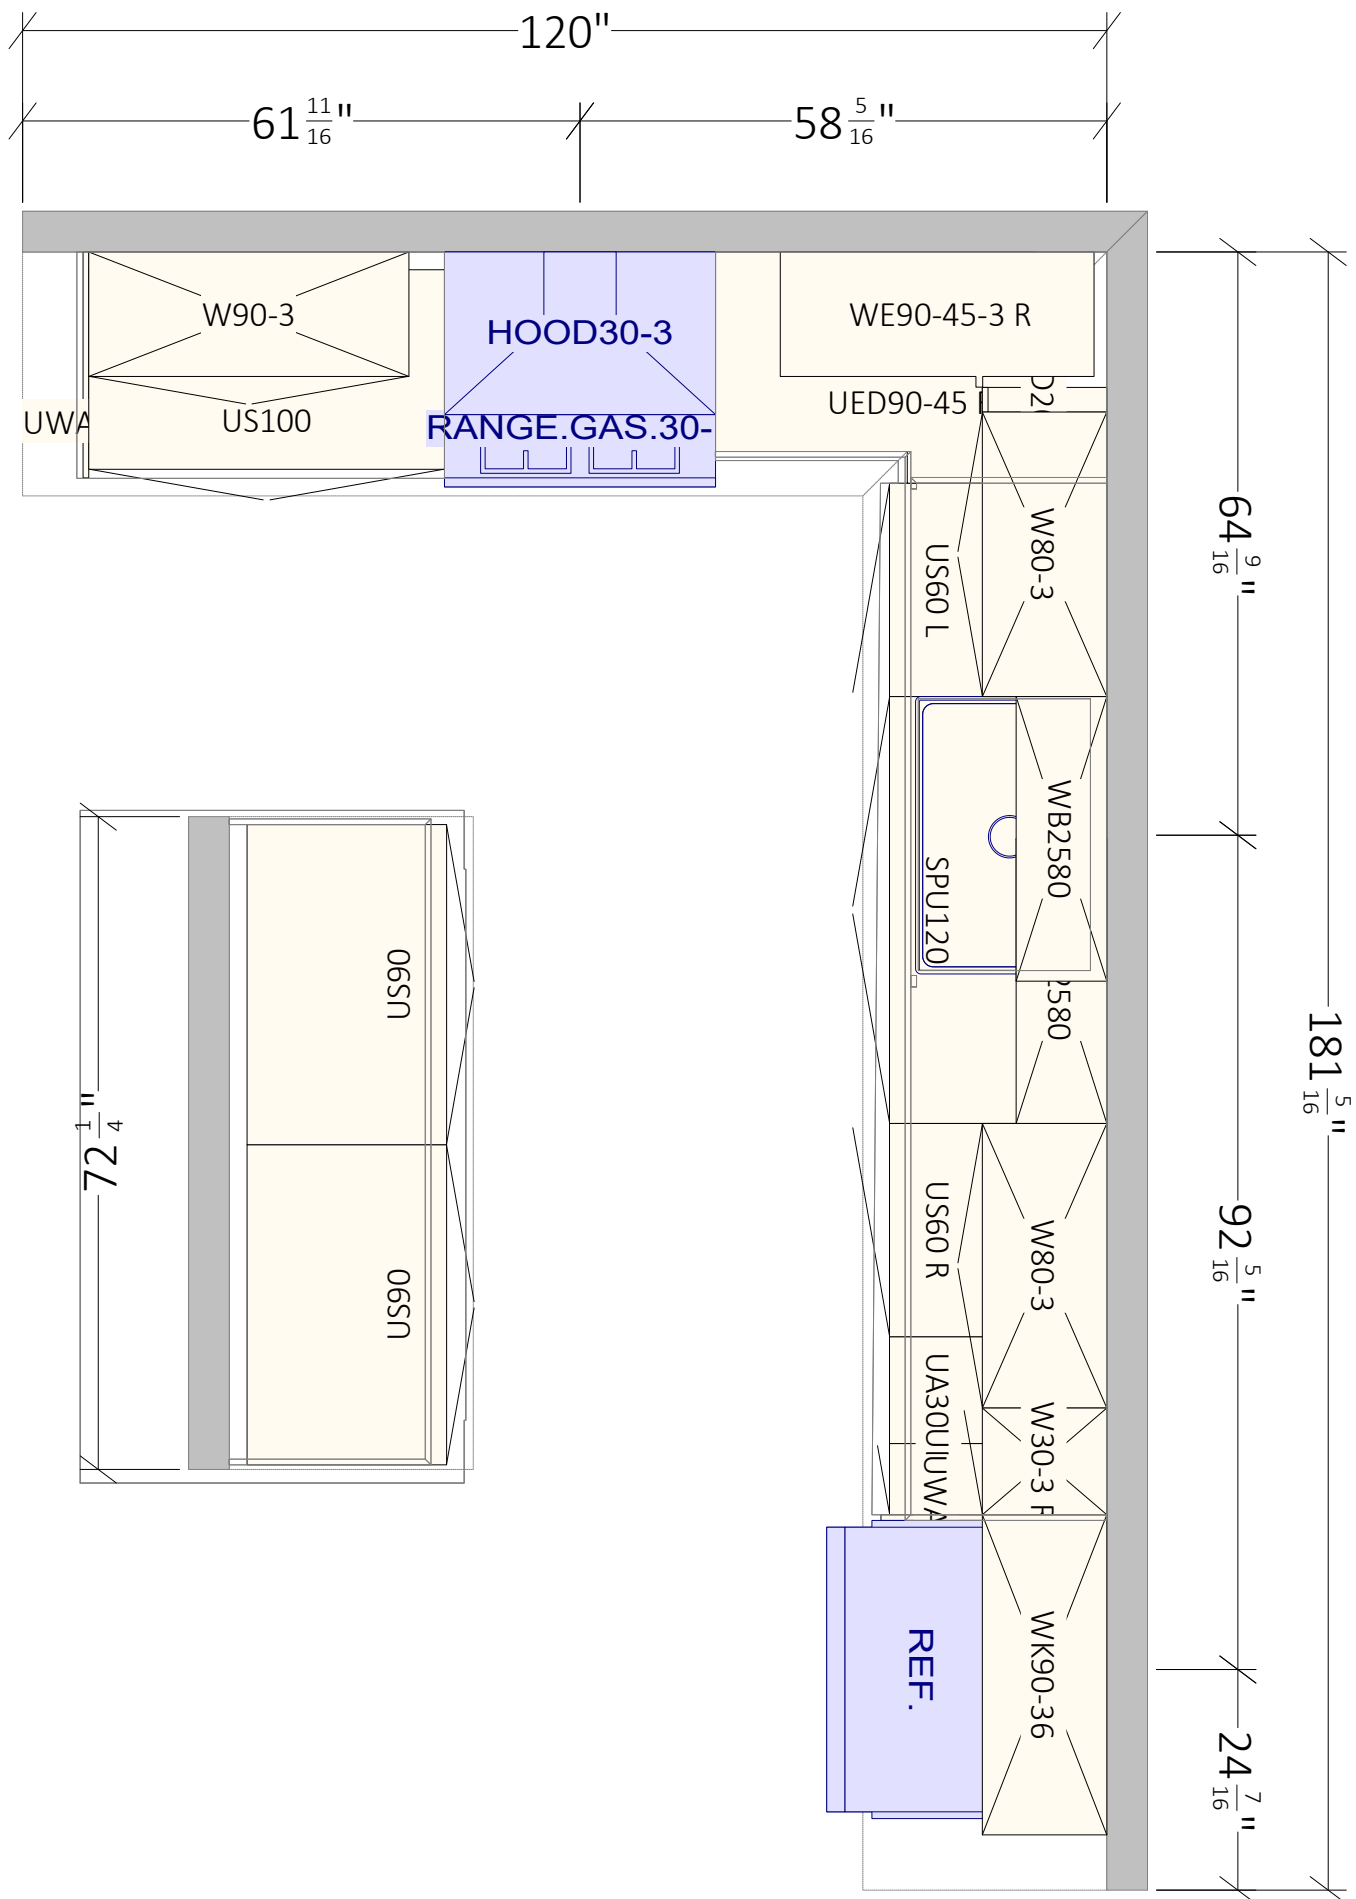 120"
61 11/16"
58 5/16"
W90-3
HOOD30-3
WE90-45-3 R
UWA
US100
RANGE.GAS.30-
UED90-45
64 9/16"
US60 L
W80-3
WB2580
SPU120
2580
181 5/16"
US90
US90
72 1/4"
US60 R
W80-3
92 5/16"
UA30UIUWA
W30-3
REF.
WK90-36
24 7/16"